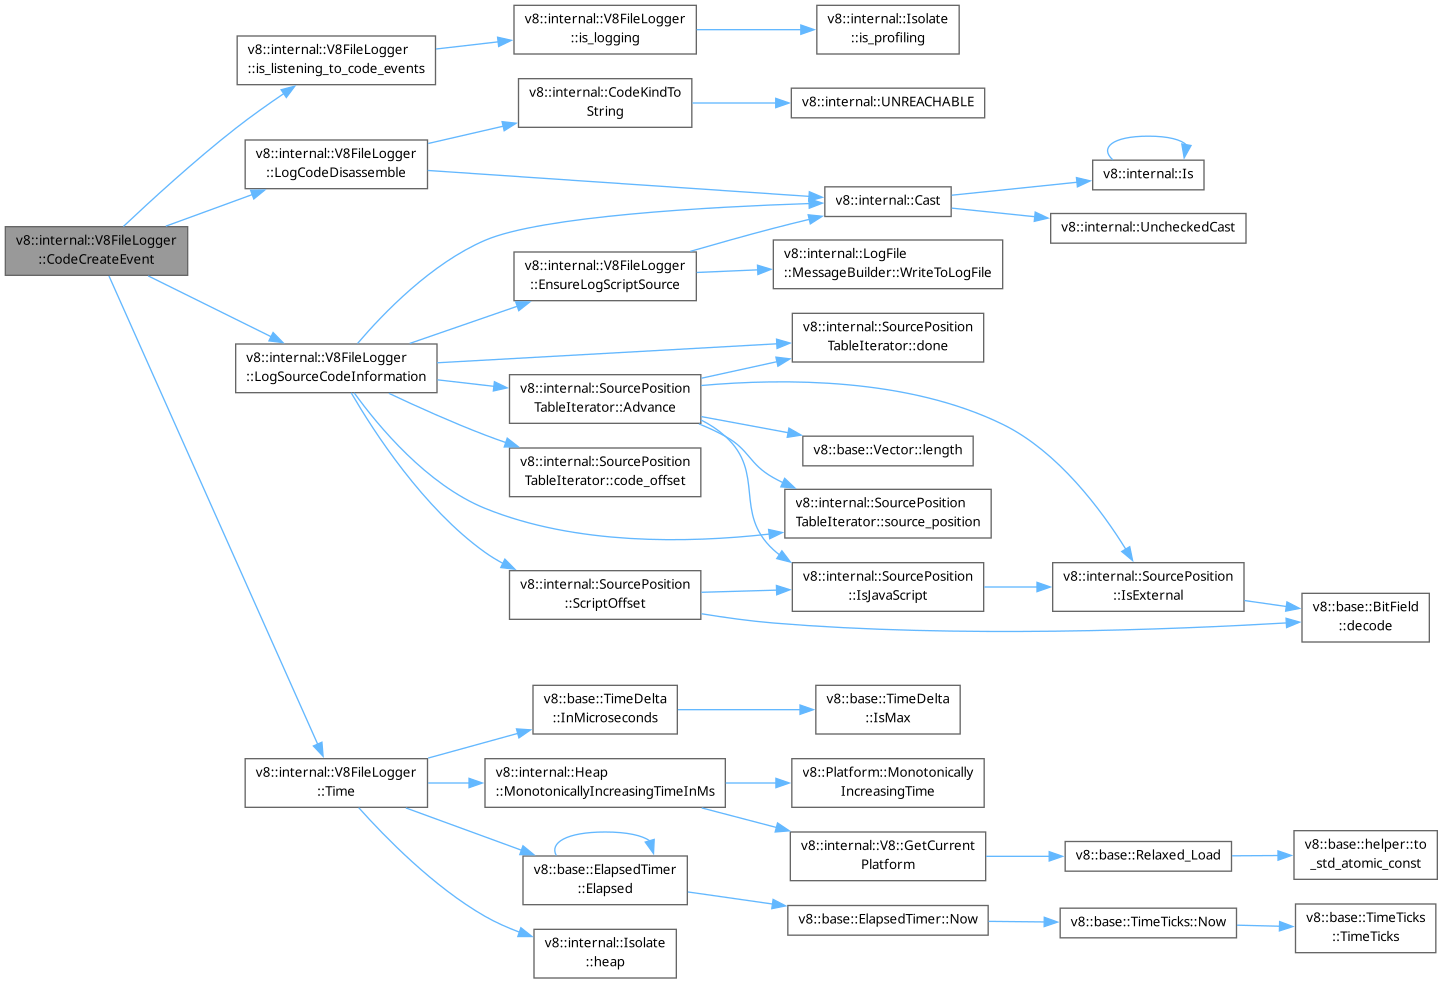 v8::internal::V8FileLogger
::CodeCreateEvent
v8::internal::V8FileLogger
::is_listening_to_code_events
v8::internal::V8FileLogger
::is_logging
v8::internal::Isolate
::is_profiling
v8::internal::V8FileLogger
::LogCodeDisassemble
v8::internal::CodeKindTo
String
v8::internal::UNREACHABLE
v8::internal::Cast
v8::internal::Is
v8::internal::UncheckedCast
v8::internal::V8FileLogger
::LogSourceCodeInformation
v8::internal::V8FileLogger
::EnsureLogScriptSource
v8::internal::LogFile
::MessageBuilder::WriteToLogFile
v8::internal::SourcePosition
TableIterator::done
v8::internal::SourcePosition
TableIterator::Advance
v8::base::Vector::length
v8::internal::SourcePosition
TableIterator::code_offset
v8::internal::SourcePosition
TableIterator::source_position
v8::internal::SourcePosition
::ScriptOffset
v8::internal::SourcePosition
::IsJavaScript
v8::internal::SourcePosition
::IsExternal
v8::base::BitField
::decode
v8::internal::V8FileLogger
::Time
v8::base::TimeDelta
::InMicroseconds
v8::base::TimeDelta
::IsMax
v8::internal::Heap
::MonotonicallyIncreasingTimeInMs
v8::Platform::Monotonically
IncreasingTime
v8::internal::V8::GetCurrent
Platform
v8::base::Relaxed_Load
v8::base::helper::to
_std_atomic_const
v8::base::ElapsedTimer
::Elapsed
v8::base::ElapsedTimer::Now
v8::base::TimeTicks::Now
v8::base::TimeTicks
::TimeTicks
v8::internal::Isolate
::heap